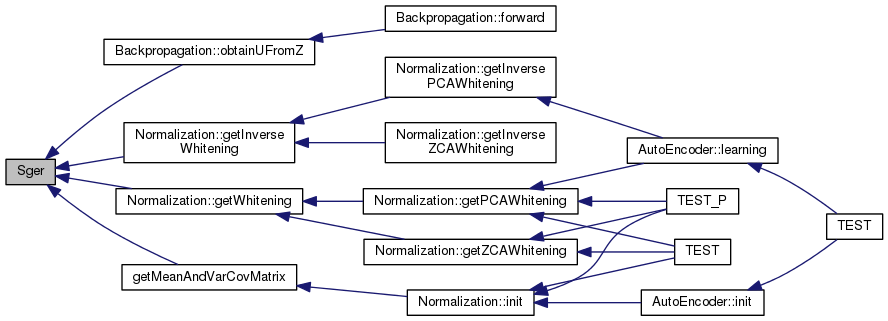 Backpropagation::forward
Backpropagation::obtainUFromZ
Normalization::getInverse
PCAWhitening
Normalization::getInverse
Whitening
Normalization::getInverse
ZCAWhitening
AutoEncoder::learning
Sger
Normalization::getWhitening
Normalization::getPCAWhitening
TEST_P
TEST
Normalization::getZCAWhitening
TEST
getMeanAndVarCovMatrix
Normalization::init
AutoEncoder::init